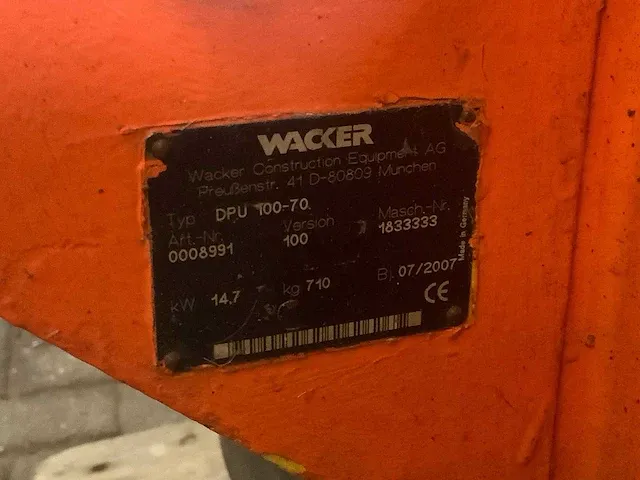 WACKER
Wacker Construction Equipment AG
Preußenstr. 41 D-80809 München
Typ DPU 100-70
Art.-Nr. Version Masch.-Nr.
0008991 100 1833333
kW 14.7 kg 710 Bj. 07/2007
CE
Made in Germany